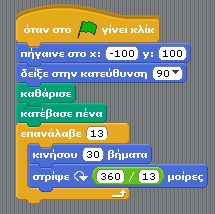 όταν στο γίνει κλίκ
πήγαινε στο x: -100 y: 100
δείξε στην κατεύθυνση 90
καθάρισε
κατέβασε πένα
επανάλαβε 13
κινήσου 30 βήματα
στρίψε 360 / 13 μοίρες